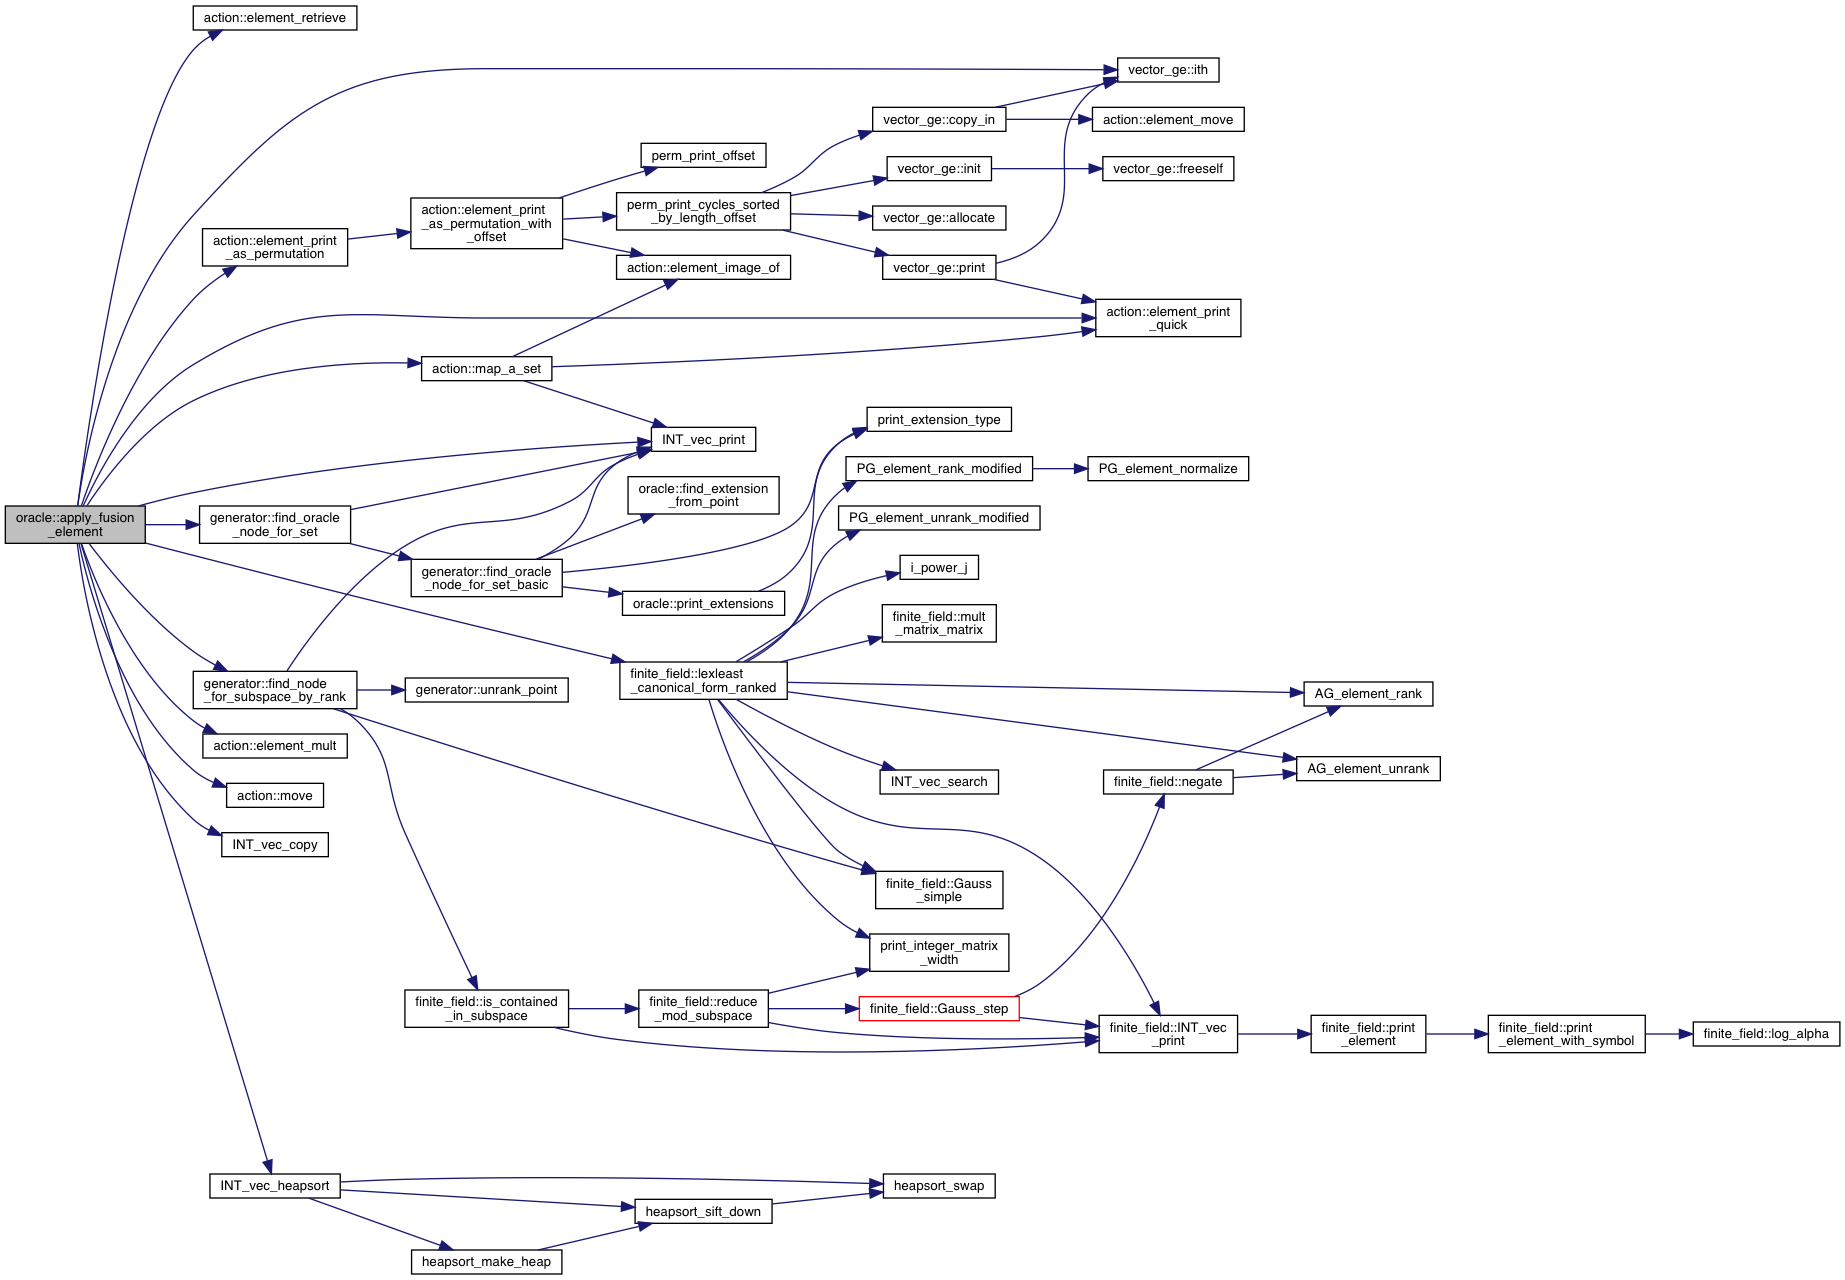 action::element_retrieve
vector_ge::ith
vector_ge::copy_in
action::element_move
perm_print_offset
vector_ge::init
vector_ge::freeself
action::element_print
_as_permutation_with
_offset
perm_print_cycles_sorted
_by_length_offset
vector_ge::allocate
action::element_print
_as_permutation
action::element_image_of
vector_ge::print
action::element_print
_quick
action::map_a_set
print_extension_type
INT_vec_print
PG_element_rank_modified
PG_element_normalize
oracle::find_extension
_from_point
oracle::apply_fusion
_element
generator::find_oracle
_node_for_set
PG_element_unrank_modified
generator::find_oracle
_node_for_set_basic
i_power_j
oracle::print_extensions
finite_field::mult
_matrix_matrix
generator::find_node
_for_subspace_by_rank
generator::unrank_point
finite_field::lexleast
_canonical_form_ranked
AG_element_rank
action::element_mult
AG_element_unrank
action::move
INT_vec_search
finite_field::negate
INT_vec_copy
finite_field::Gauss
_simple
print_integer_matrix
_width
finite_field::is_contained
_in_subspace
finite_field::reduce
_mod_subspace
finite_field::Gauss_step
finite_field::INT_vec
_print
finite_field::print
_element
finite_field::print
_element_with_symbol
finite_field::log_alpha
INT_vec_heapsort
heapsort_swap
heapsort_sift_down
heapsort_make_heap